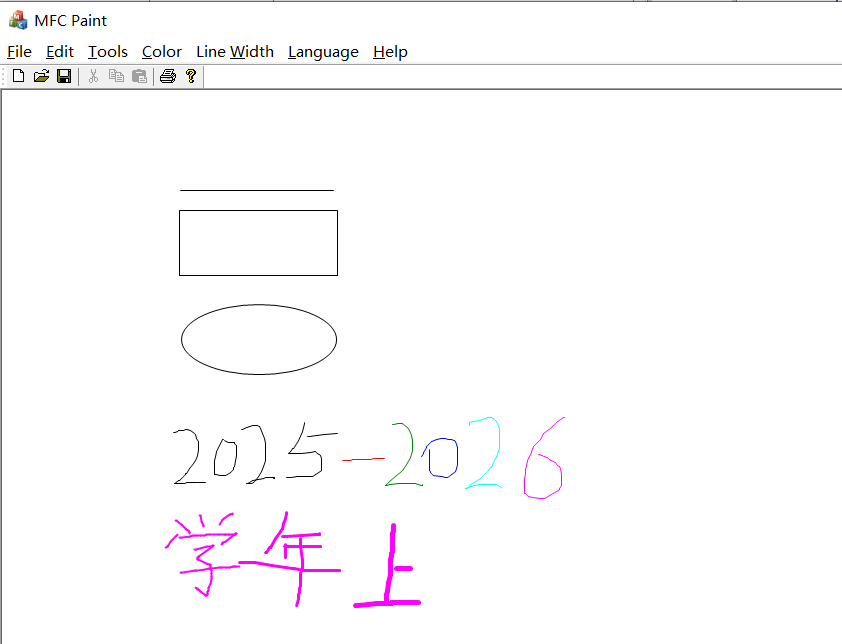 MFC Paint
File Edit Tools Color Line Width Language Help
2025-2026
学年上